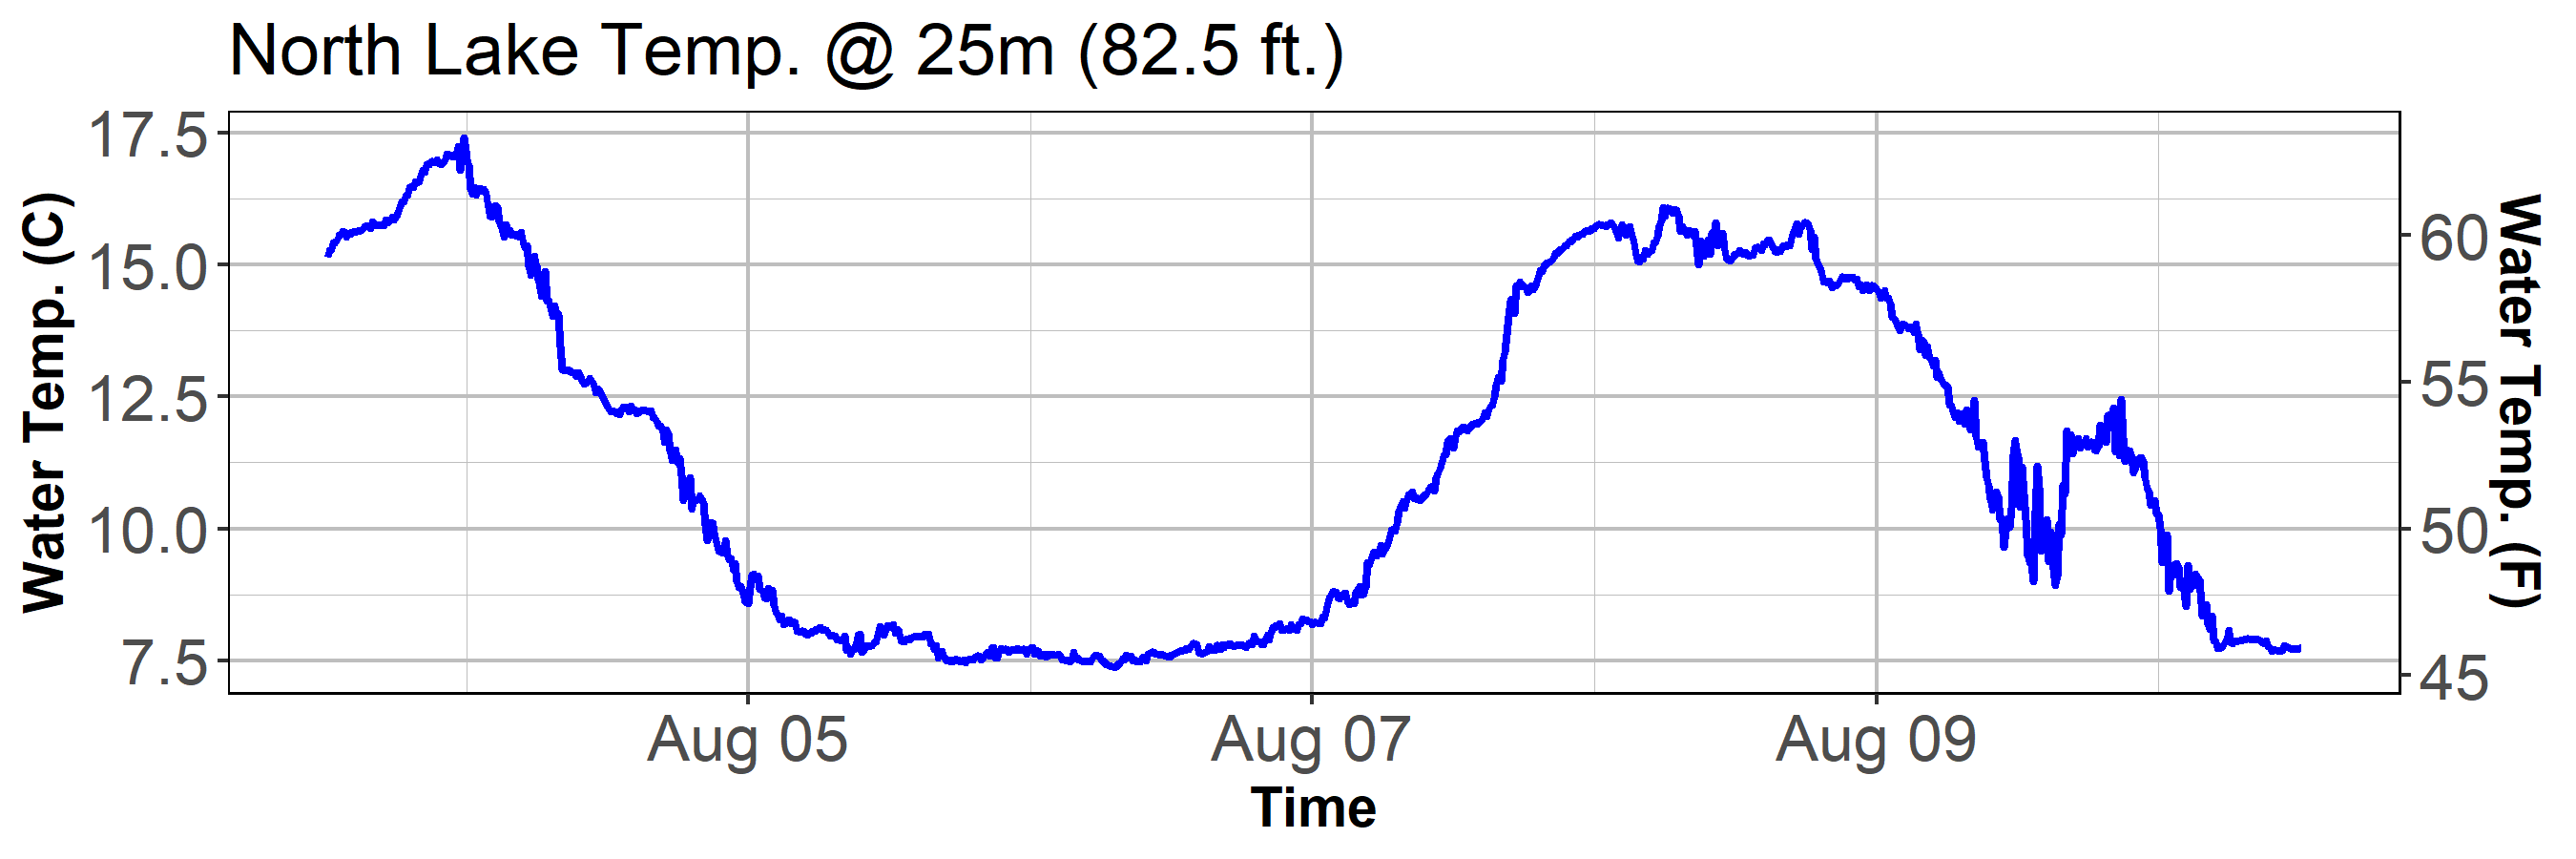 North Lake Temp. @ 25m (82.5 ft.)
Water Temp. (C)
17.5
15.0
12.5
10.0
7.5
60
55
50
45
Water Temp. (F)
Aug 05
Aug 07
Aug 09
Time